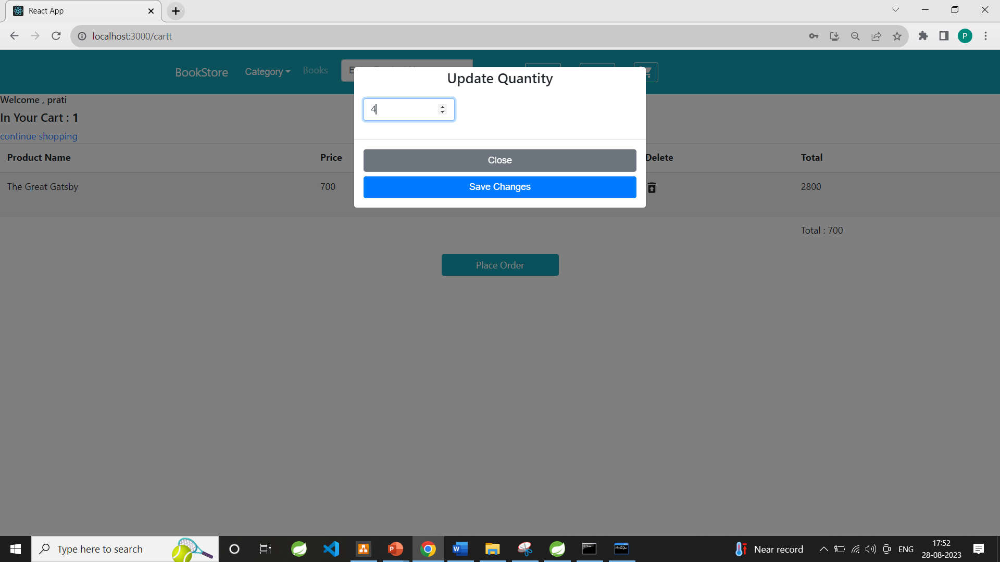 React App
localhost:3000/cartt
P
BookStore
Category
Books
Update Quantity
Welcome , prati
4
In Your Cart : 1
continue shopping
Product Name Price Delete Total
Close
The Great Gatsby 700 2800
Save Changes
Total : 700
Place Order
Type here to search
P
W
MySQL
Near record
ENG
17:52
28-08-2023